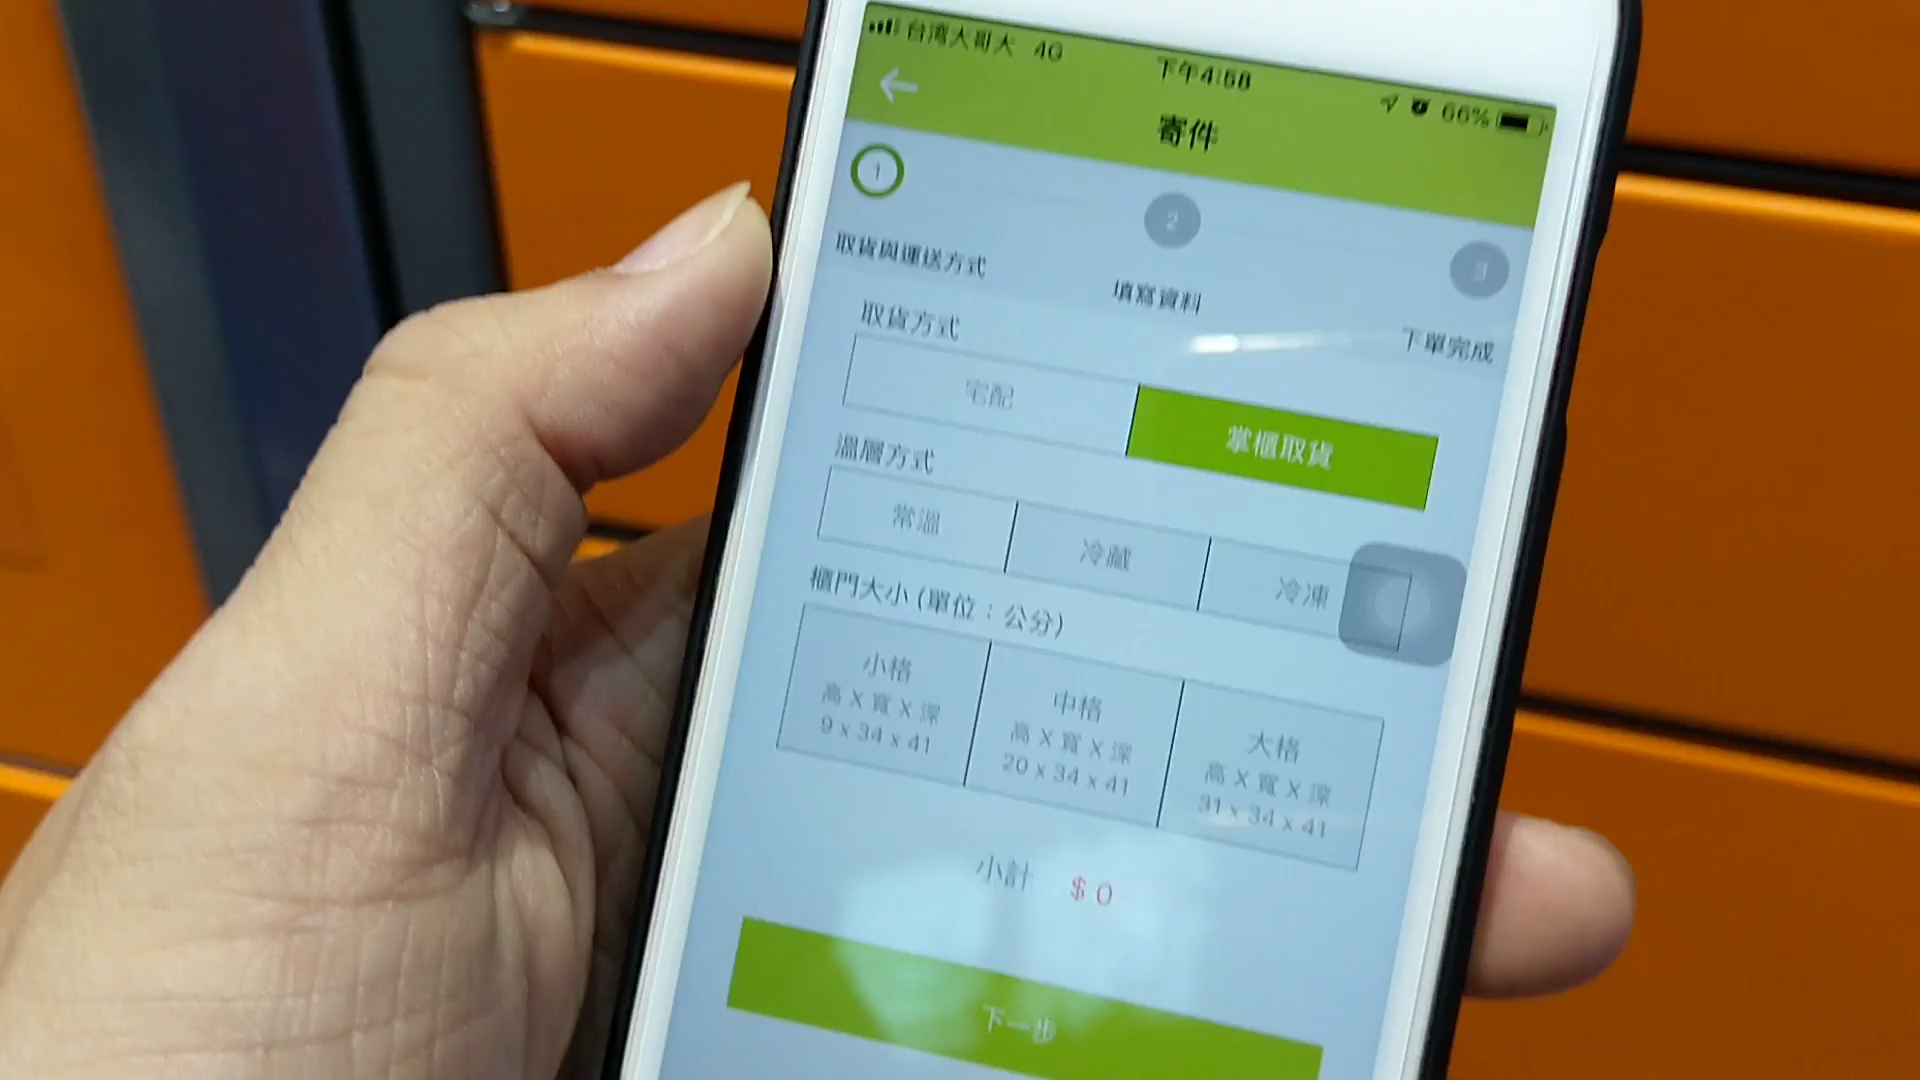 台湾大哥大 4G
下午4:58
66%
寄件
1
2
3
取貨與運送方式
填寫資料
下單完成
取貨方式
宅配
掌櫃取貨
溫層方式
常溫
冷藏
冷凍
櫃門大小 (單位：公分)
小格
高 X 寬 X 深
9 x 34 x 41
中格
高 X 寬 X 深
20 x 34 x 41
大格
高 X 寬 X 深
31 x 34 x 41
小計 $ 0
下一步